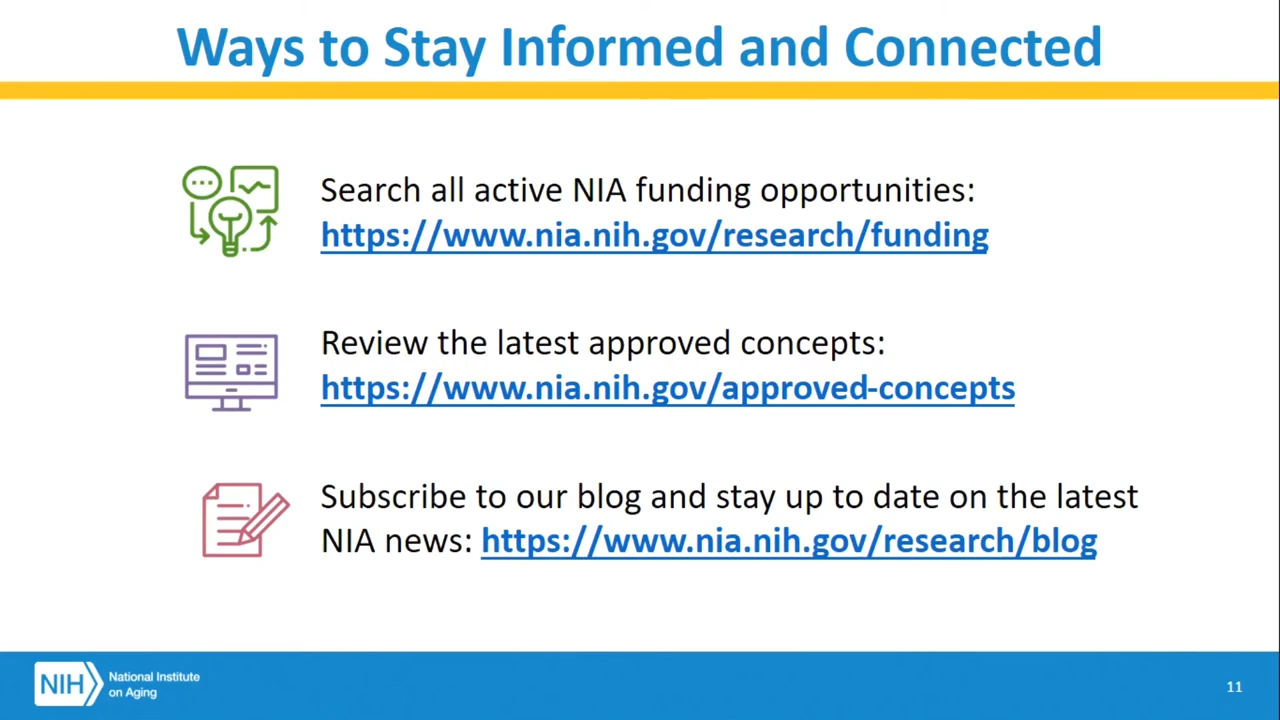 Ways to Stay Informed and Connected
Search all active NIA funding opportunities:
https://www.nia.nih.gov/research/funding
Review the latest approved concepts:
https://www.nia.nih.gov/approved-concepts
Subscribe to our blog and stay up to date on the latest
NIA news: https://www.nia.nih.gov/research/blog
NIH
National Institute
on Aging
11